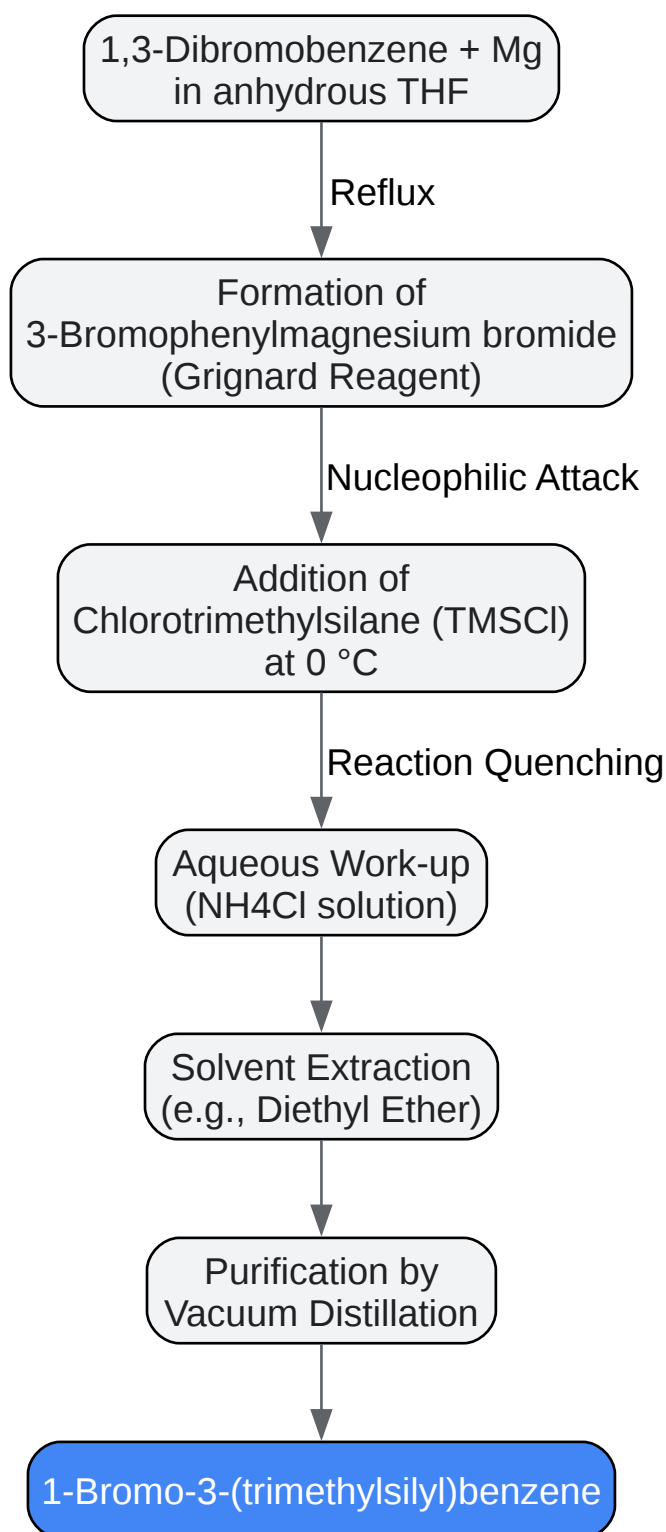 1,3-Dibromobenzene + Mg
in anhydrous THF
Reflux
Formation of
3-Bromophenylmagnesium bromide
(Grignard Reagent)
Nucleophilic Attack
Addition of
Chlorotrimethylsilane (TMSCl)
at 0 °C
Reaction Quenching
Aqueous Work-up
(NH4Cl solution)
Solvent Extraction
(e.g., Diethyl Ether)
Purification by
Vacuum Distillation
1-Bromo-3-(trimethylsilyl)benzene